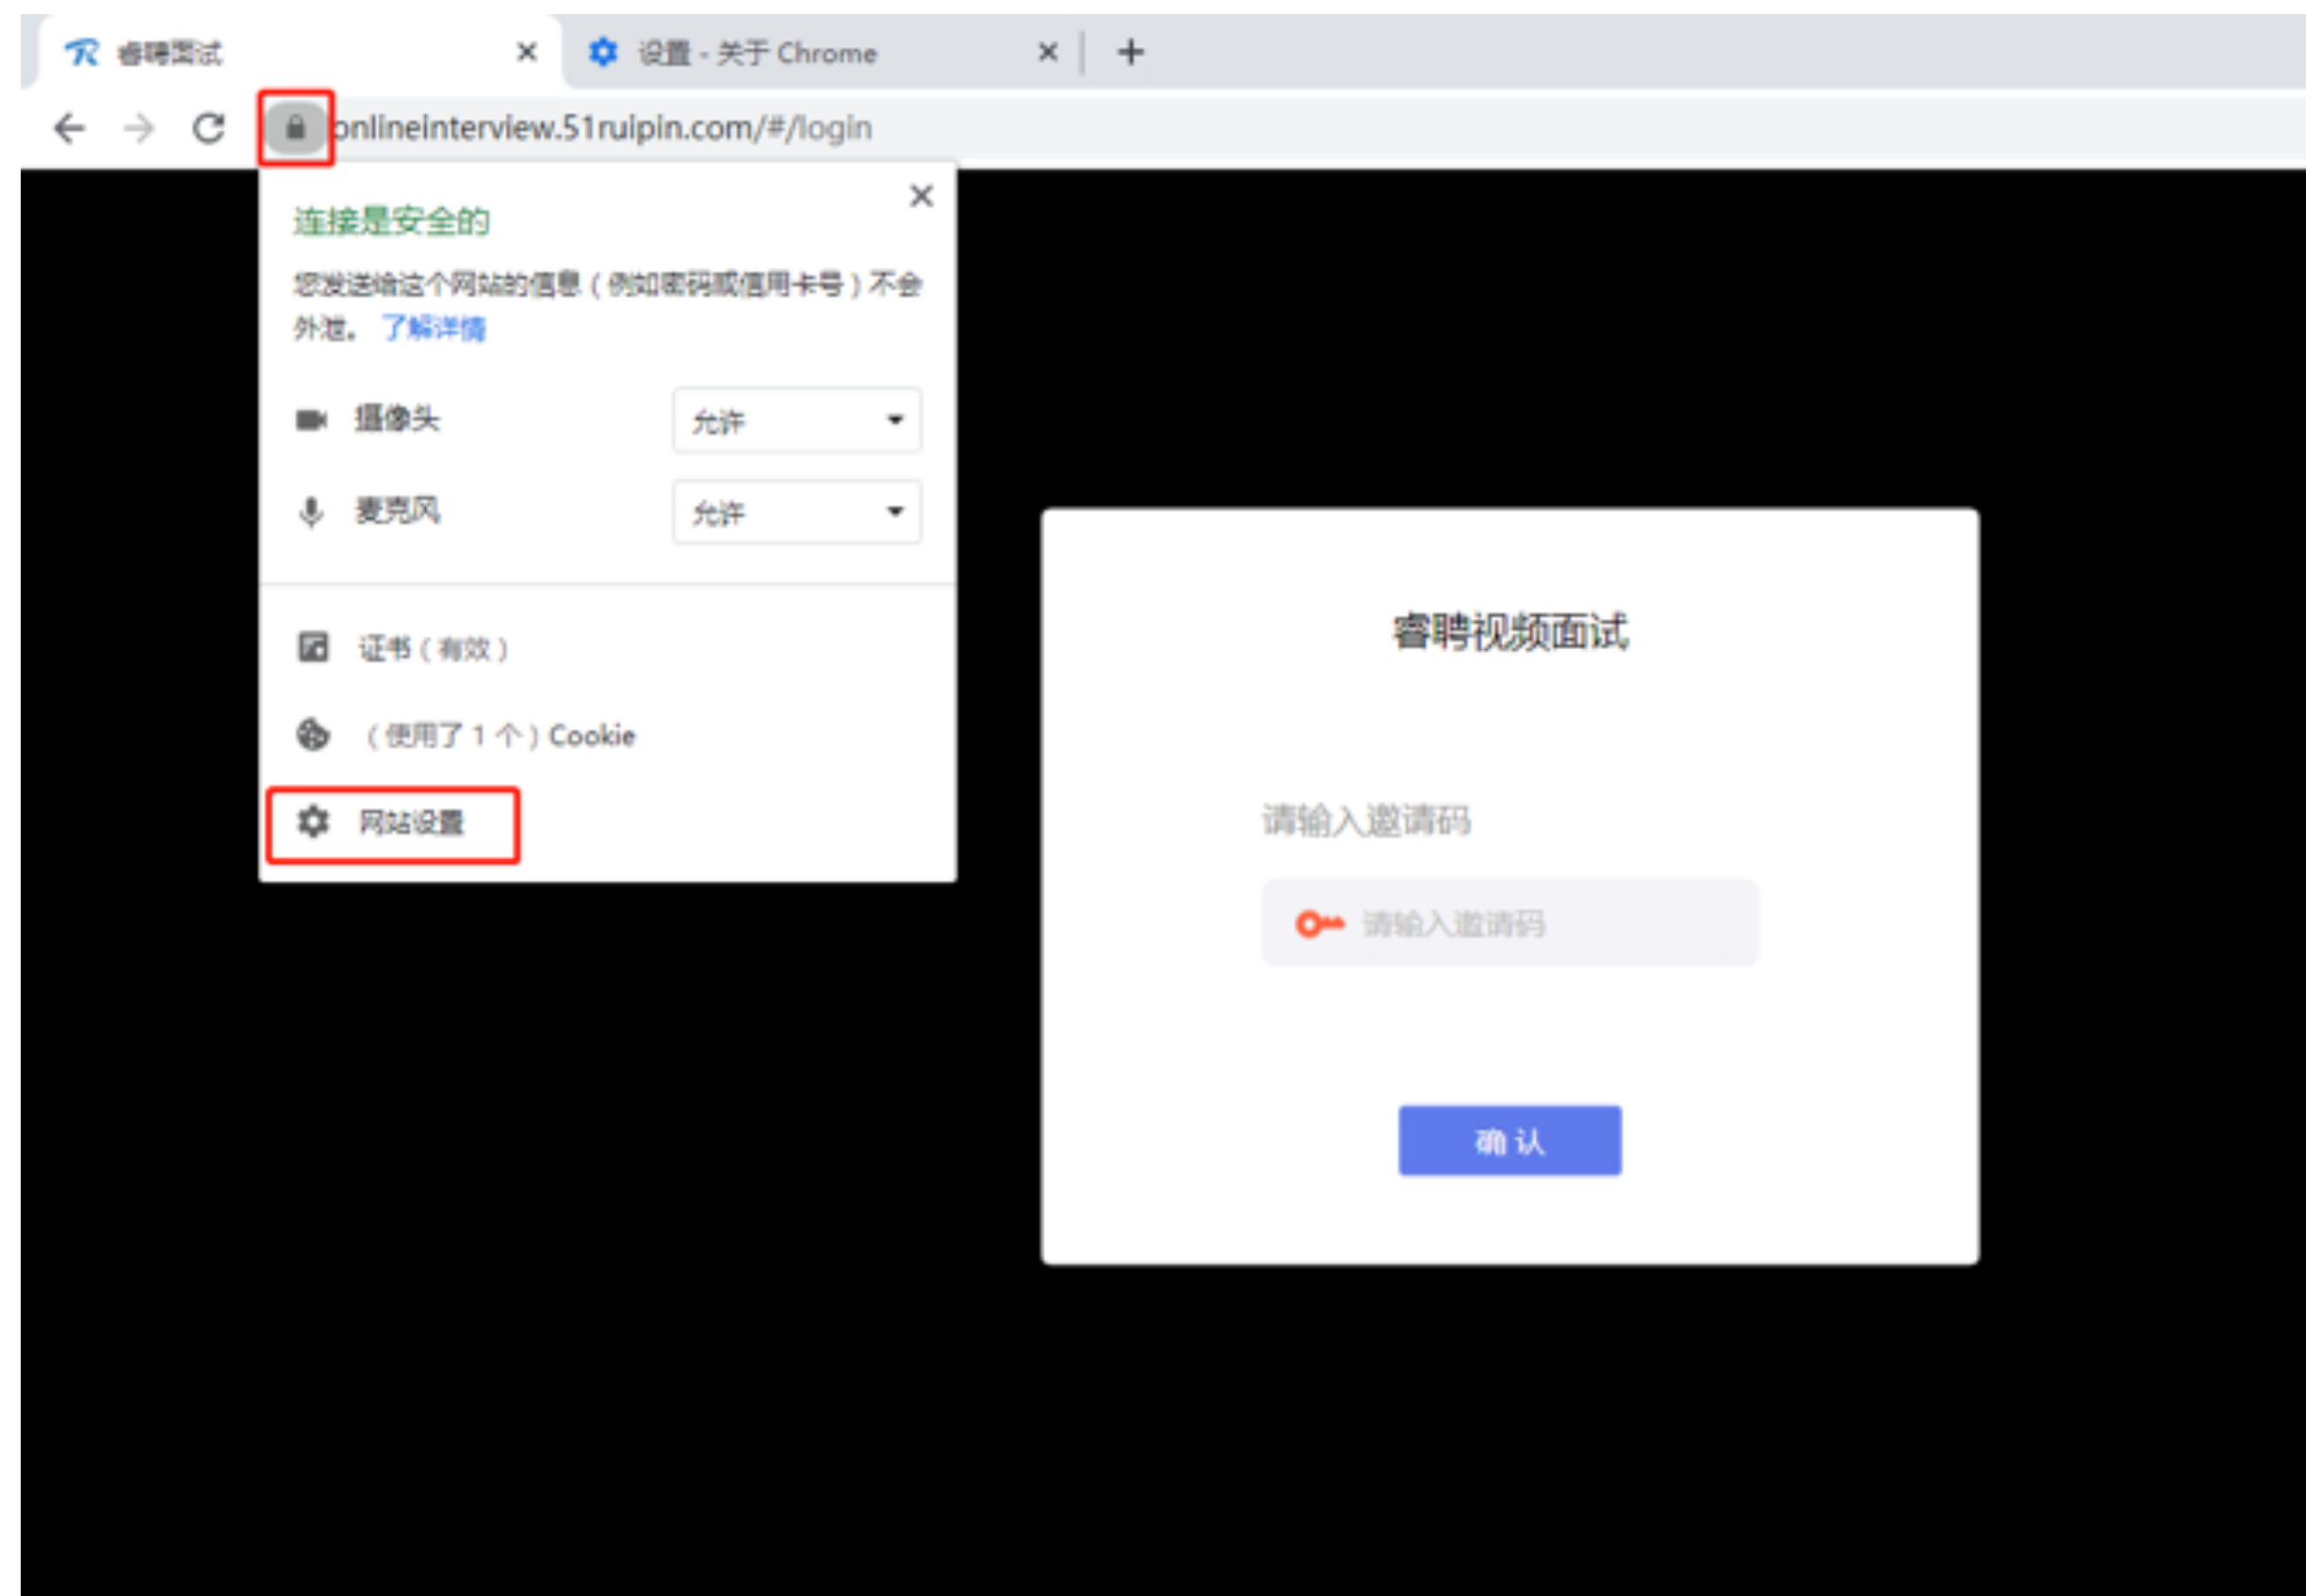 睿聘面试
设置 - 关于 Chrome
onlineinterview.51ruipin.com/#/login
连接是安全的
您发送给这个网站的信息（例如密码或信用卡号）不会
外泄。 了解详情
摄像头 允许
麦克风 允许
证书（有效）
（使用了 1 个）Cookie
网站设置
睿聘视频面试
请输入邀请码
请输入邀请码
确 认